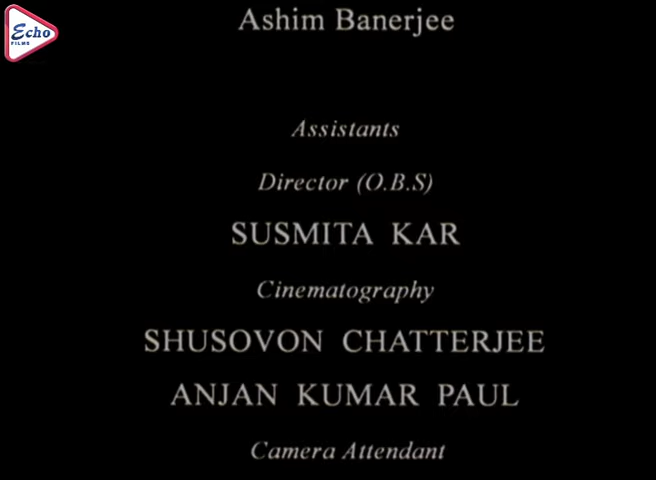 Echo
FILMS
Ashim Banerjee
Assistants
Director (O.B.S)
SUSMITA KAR
Cinematography
SHUSOVON CHATTERJEE
ANJAN KUMAR PAUL
Camera Attendant